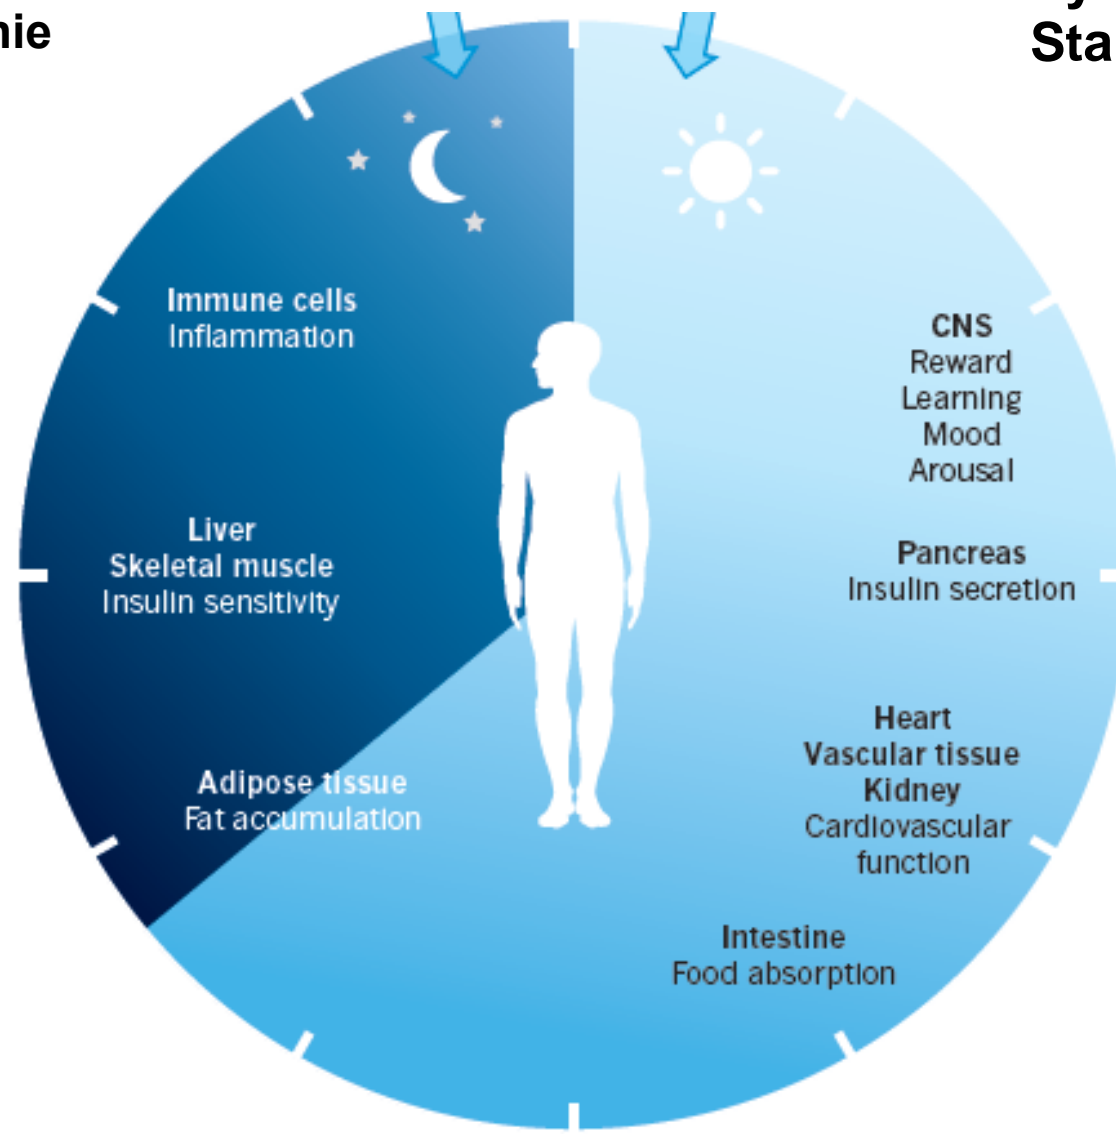 Sta
Immune cells
Inflammation
Liver
Skeletal muscle
Insulin sensitivity
Adipose tissue
Fat accumulation
CNS
Reward
Learning
Mood
Arousal
Pancreas
Insulin secretion
Heart
Vascular tissue
Kidney
Cardiovascular
function
Intestine
Food absorption